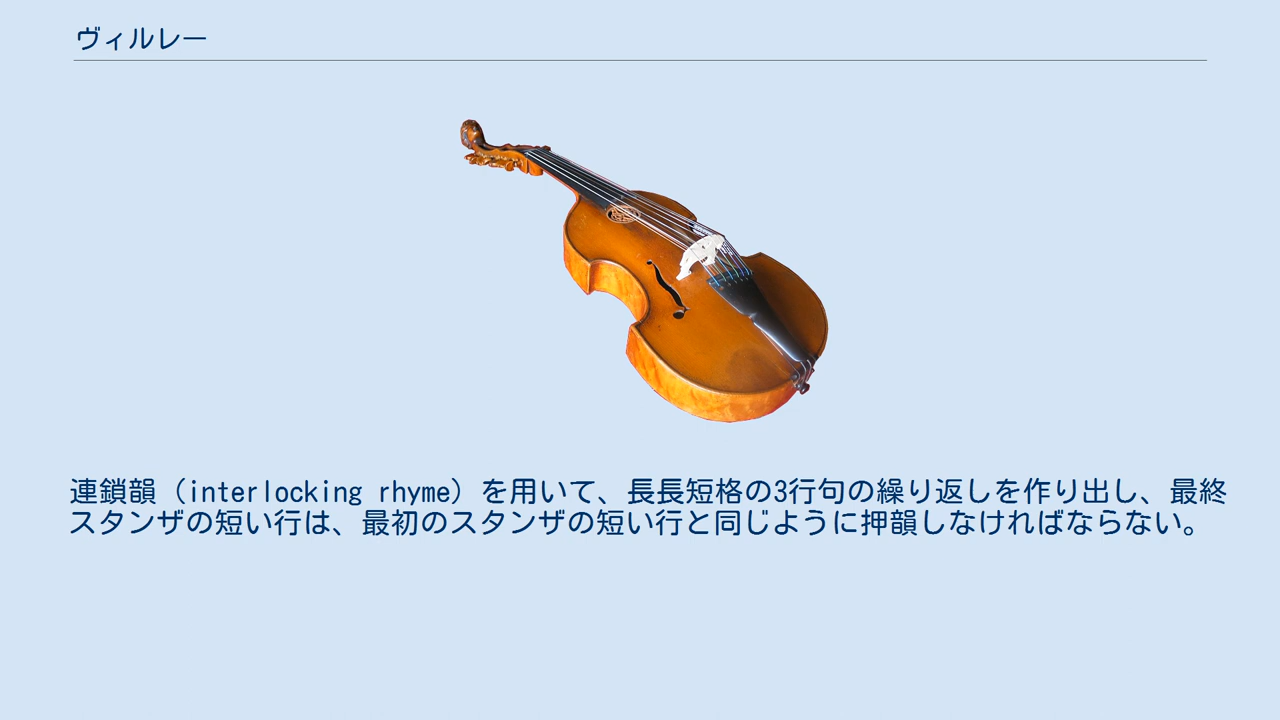 ヴィルレー
連鎖韻（interlocking rhyme）を用いて、長長短格の3行句の繰り返しを作り出し、最終
スタンザの短い行は、最初のスタンザの短い行と同じように押韻しなければならない。